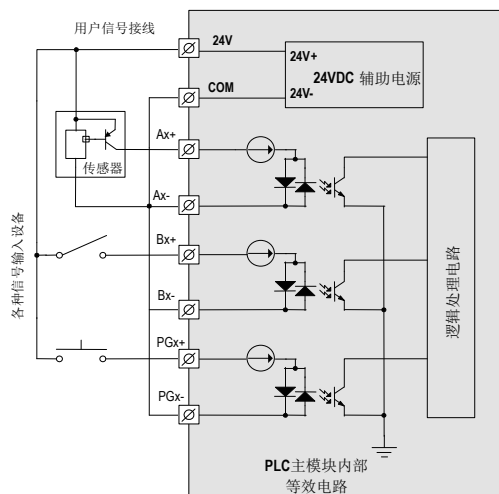 用户信号接线
24V
24V+
24VDC 辅助电源
COM
24V-
Ax+
传感器
Ax-
Bx+
各种信号输入设备
逻辑处理电路
Bx-
PGx+
PGx-
PLC主模块内部
等效电路